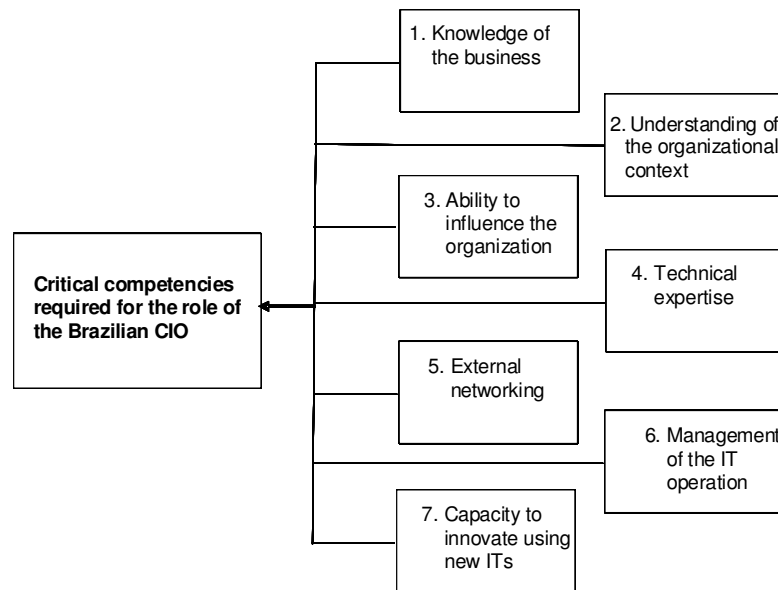 1. Knowledge of
the business
2. Understanding of
the organizational
context
3. Ability to
influence the
organization
Critical competencies
required for the role of
the Brazilian CIO
4. Technical
expertise
5. External
networking
6. Management
of the IT
operation
7. Capacity to
innovate using
new ITs